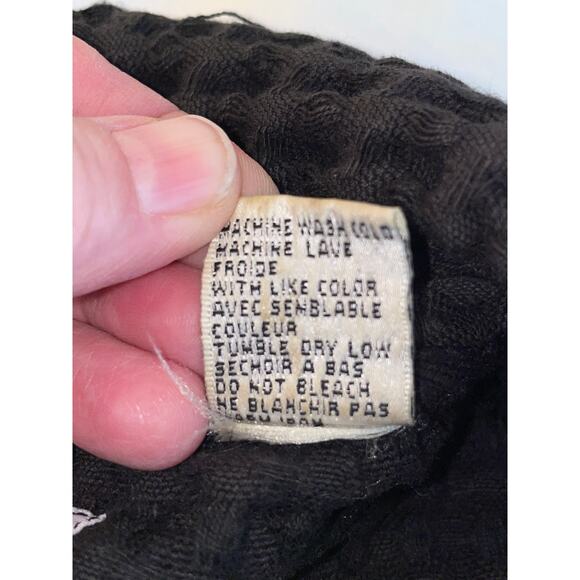 MACHINE WASH COLD
MACHINE LAVE
FROIDE
WITH LIKE COLOR
AVEC SEMBLABLE
COULEUR
TUMBLE DRY LOW
SECHOIR A BAS
DO NOT BLEACH
NE BLANCHIR PAS